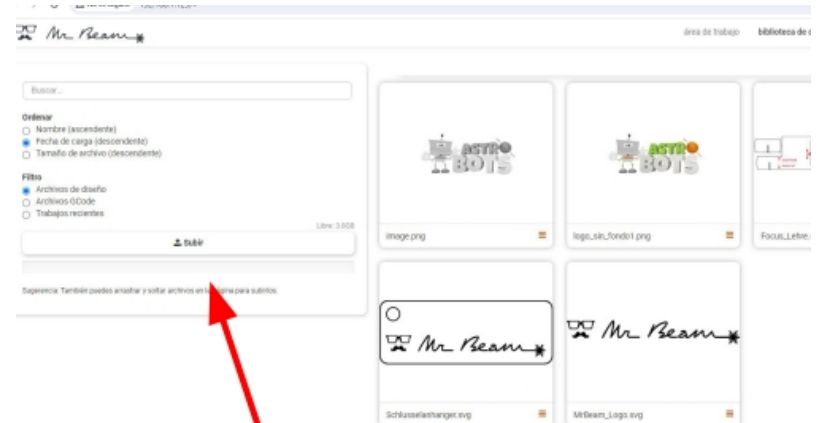 Mr Beam
área de trabajo
biblioteca de
Buscar...
Ordenar
Nombre (ascendente)
Fecha de carga (descendente)
Tamaño de archivo (descendente)
Filtro
Archivos de diseño
Archivos GCode
Trabajos recientes
Libre: 3.8GB
Subir
Sugerencia: También puedes arrastrar y soltar archivos en la página para subirlos.
ASTRO
BOTS
ASTRO
BOTS
image.png
logo_sin_fondo1.png
Focus_Lehre
Mr Beam
Mr Beam
Schlusselanhanger.svg
MrBeam_Logo.svg